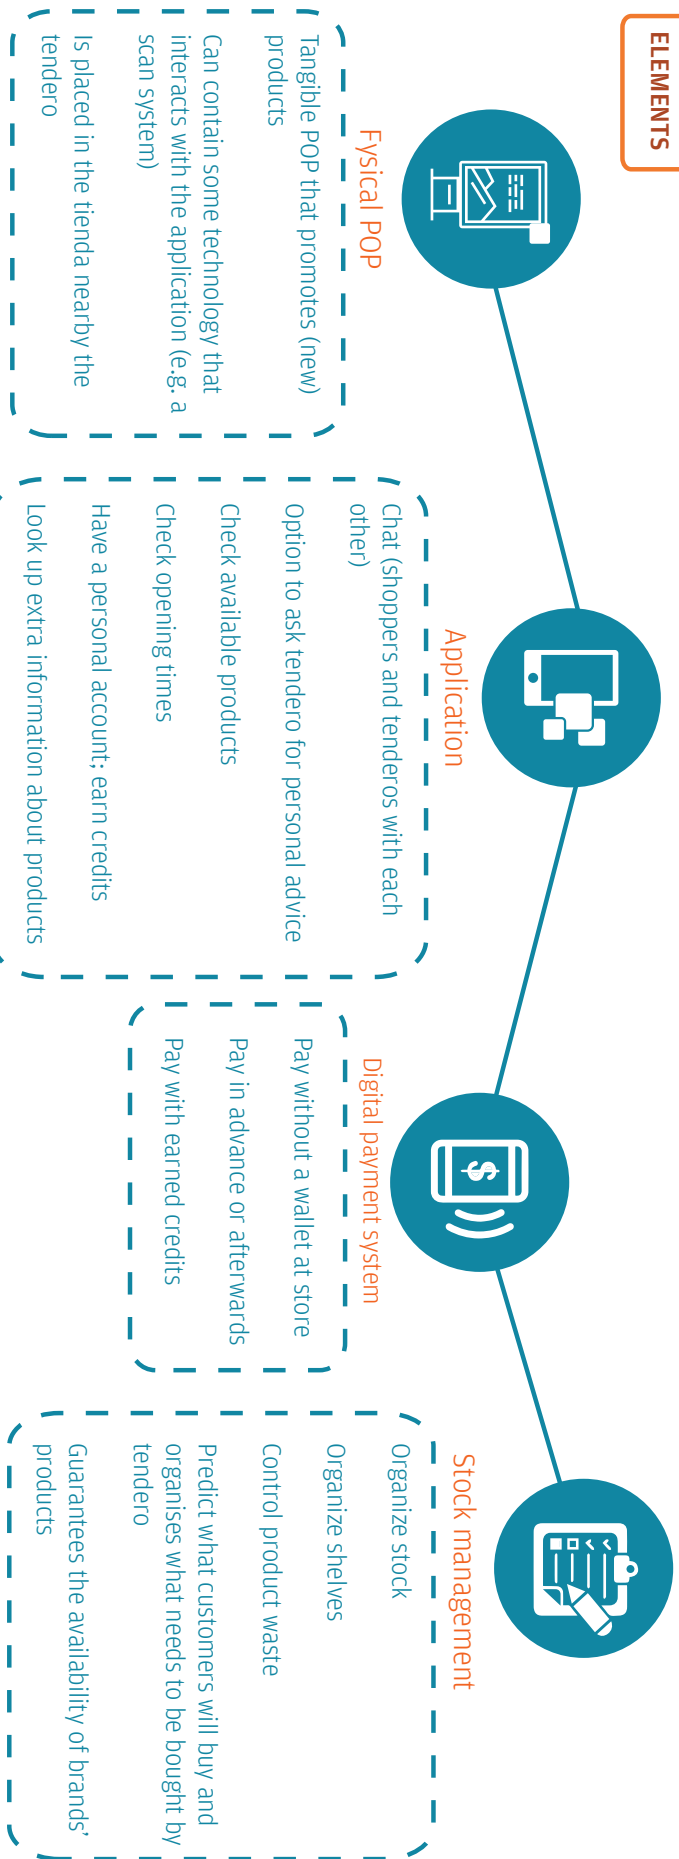 ELEMENTS
Fysical POP
Tangible POP that promotes (new)
products
Can contain some technology that
interacts with the application (e.g. a
scan system)
Is placed in the tienda nearby the
tendero
Application
Chat (shoppers and tenderos with each
other)
Option to ask tendero for personal advice
Check available products
Check opening times
Have a personal account; earn credits
Look up extra information about products
Digital payment system
$
Pay without a wallet at store
Pay in advance or afterwards
Pay with earned credits
Stock management
Organize stock
Organize shelves
Control product waste
Predict what customers will buy and
organises what needs to be bought by
tendero
Guarantees the availability of brands’
products